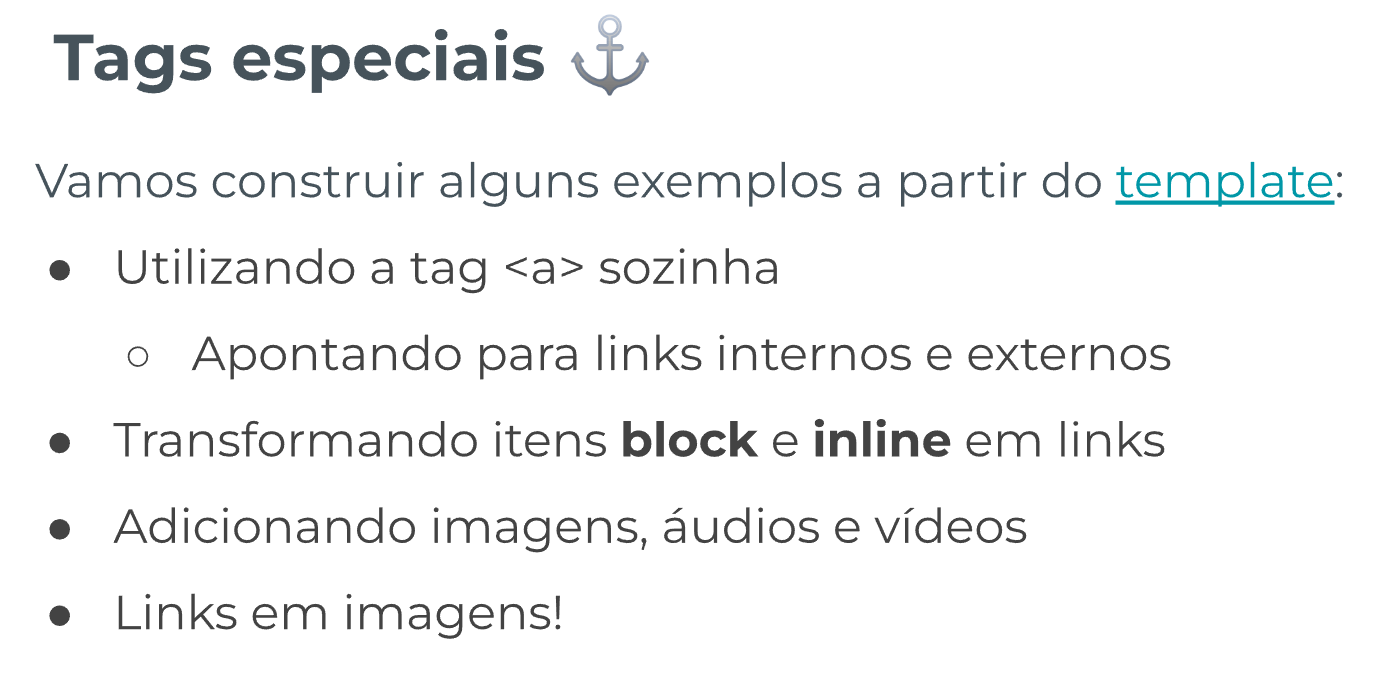 Tags especiais ⚓
Vamos construir alguns exemplos a partir do template:
● Utilizando a tag <a> sozinha
○ Apontando para links internos e externos
● Transformando itens block e inline em links
● Adicionando imagens, áudios e vídeos
● Links em imagens!